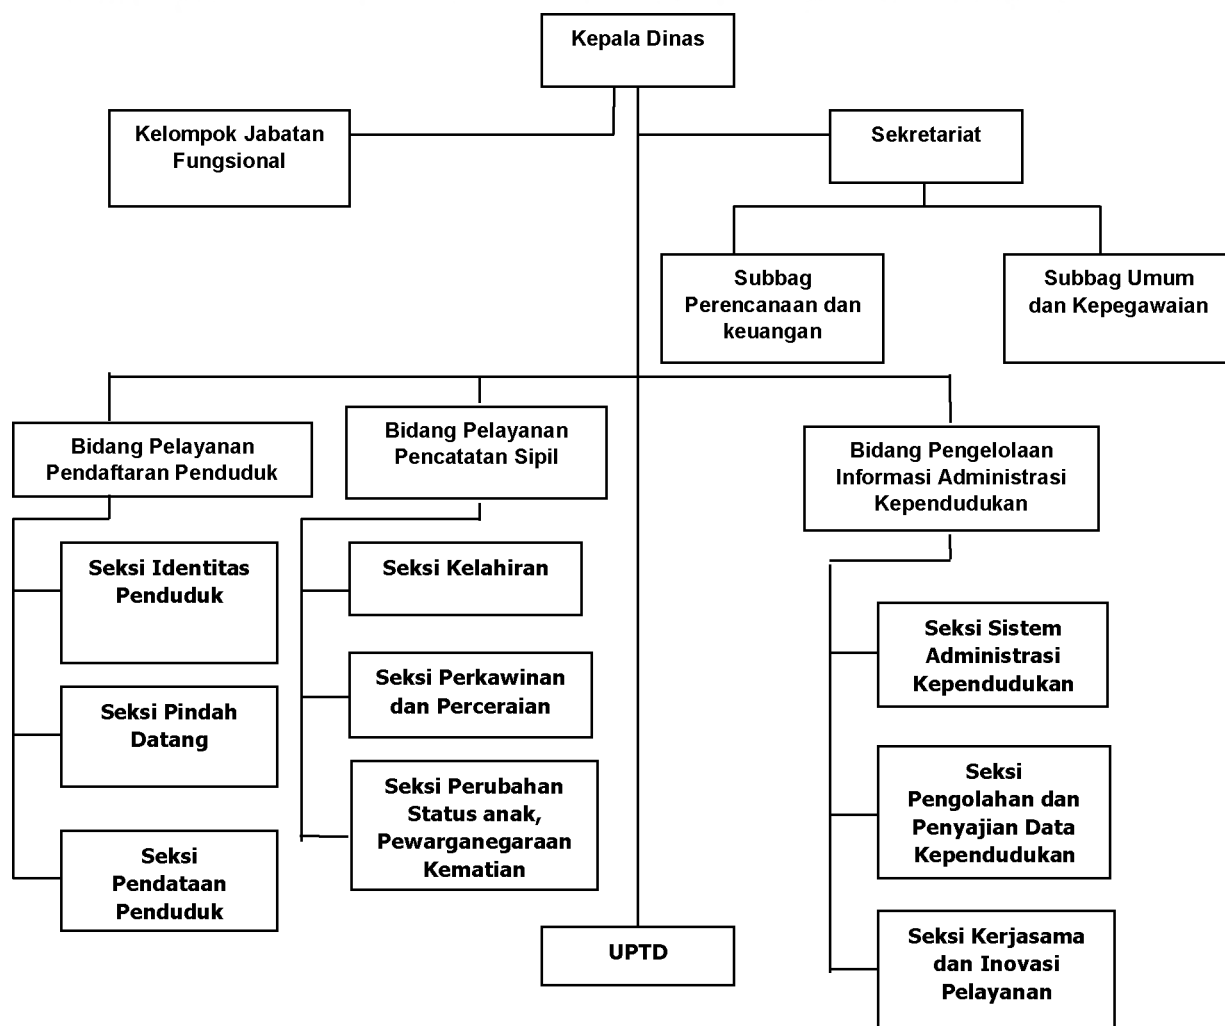 Kepala Dinas
Kelompok Jabatan
Fungsional
Sekretariat
Subbag
Perencanaan dan
keuangan
Subbag Umum
dan Kepegawaian
Bidang Pelayanan
Pendaftaran Penduduk
Bidang Pelayanan
Pencatatan Sipil
Bidang Pengelolaan
Informasi Administrasi
Kependudukan
Seksi Identitas
Penduduk
Seksi Pindah
Datang
Seksi
Pendataan
Penduduk
Seksi Kelahiran
Seksi Perkawinan
dan Perceraian
Seksi Perubahan
Status anak,
Pewarganegaraan
Kematian
Seksi Sistem
Administrasi
Kependudukan
Seksi
Pengolahan dan
Penyajian Data
Kependudukan
Seksi Kerjasama
dan Inovasi
Pelayanan
UPTD